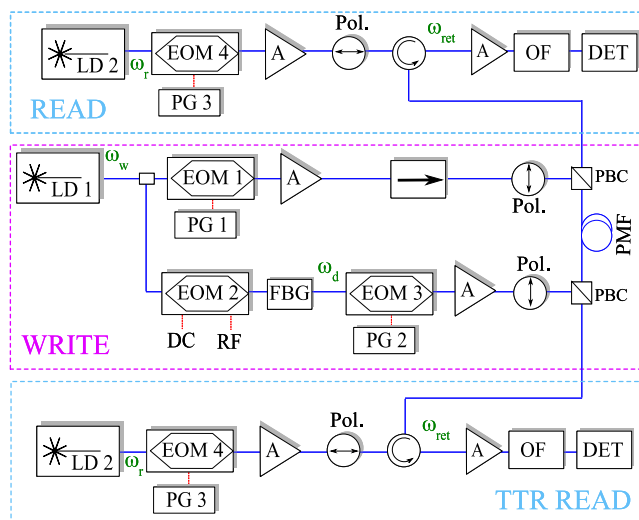 LD 2
ω_r
EOM 4
PG 3
A
Pol.
ω_ret
A
OF
DET
READ
LD 1
ω_w
EOM 1
PG 1
A
Pol.
PBC
PMF
EOM 2
DC
RF
FBG
ω_d
EOM 3
PG 2
A
Pol.
PBC
WRITE
LD 2
ω_r
EOM 4
PG 3
A
Pol.
ω_ret
A
OF
DET
TTR READ